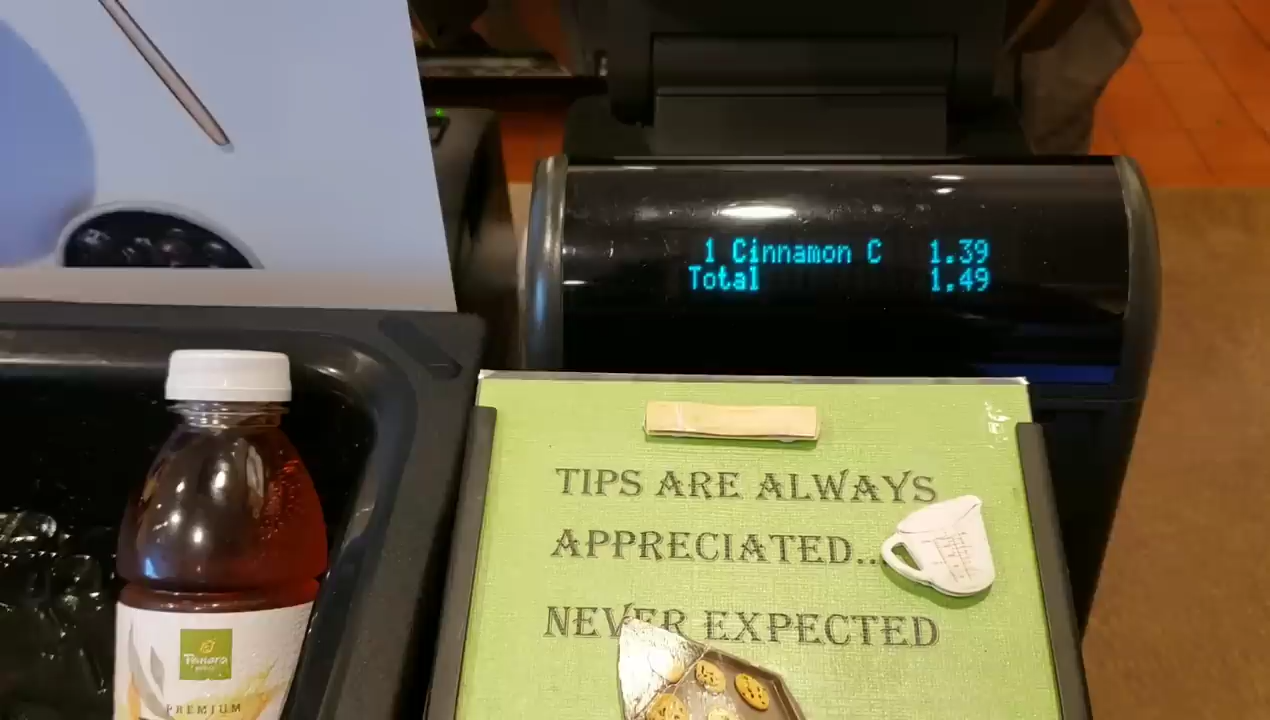 1 Cinnamon C 1.39
Total 1.49
TIPS ARE ALWAYS
APPRECIATED...
NEVER EXPECTED
Panera
PREMIUM